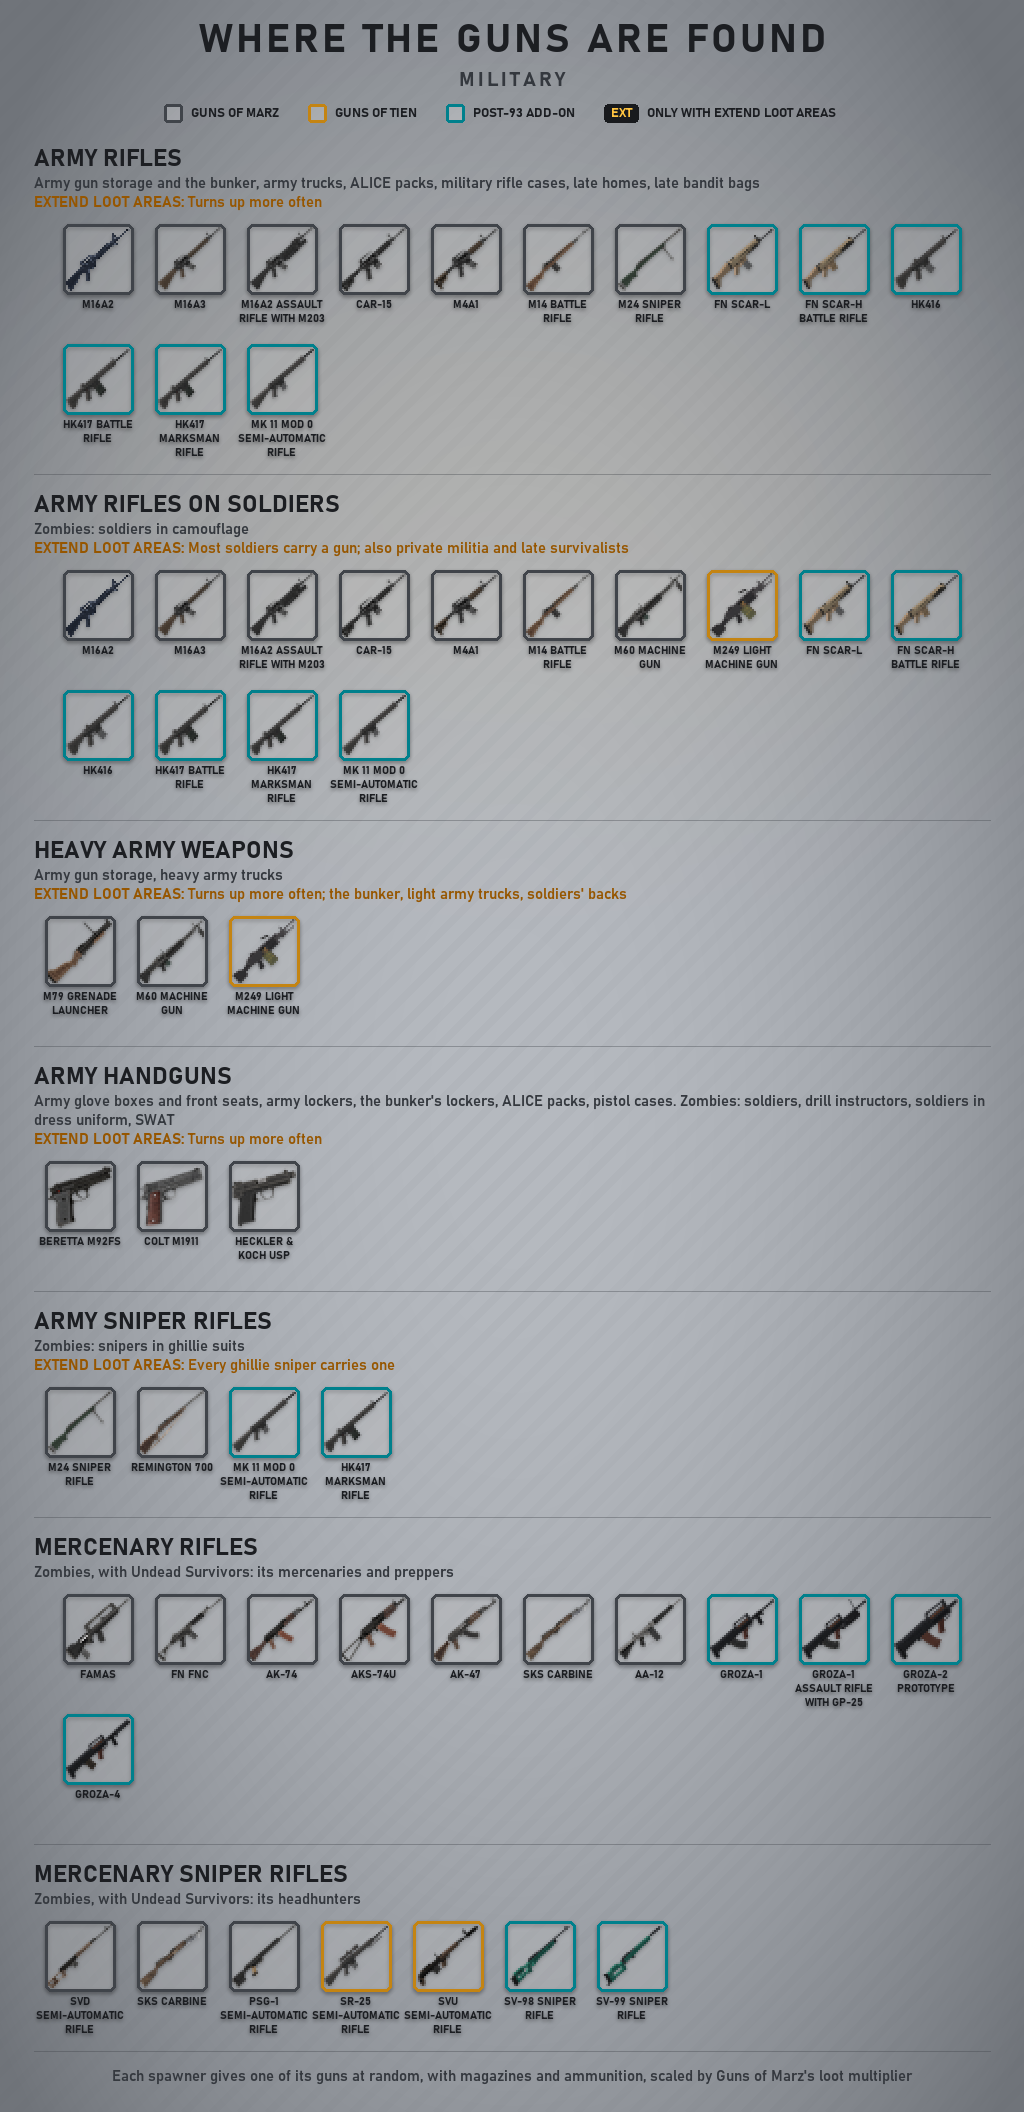 WHERE THE GUNS ARE FOUND
MILITARY
GUNS OF MARZ
GUNS OF TIEN
POST-93 ADD-ON
EXT ONLY WITH EXTEND LOOT AREAS
ARMY RIFLES
Army gun storage and the bunker, army trucks, ALICE packs, military rifle cases, late homes, late bandit bags
EXTEND LOOT AREAS: Turns up more often
M16A2
M16A3
M16A2 ASSAULT
RIFLE WITH M203
CAR-15
M4A1
M14 BATTLE
RIFLE
M24 SNIPER
RIFLE
FN SCAR-L
FN SCAR-H
BATTLE RIFLE
HK416
HK417 BATTLE
RIFLE
HK417
MARKSMAN
RIFLE
MK 11 MOD 0
SEMI-AUTOMATIC
RIFLE
ARMY RIFLES ON SOLDIERS
Zombies: soldiers in camouflage
EXTEND LOOT AREAS: Most soldiers carry a gun; also private militia and late survivalists
M16A2
M16A3
M16A2 ASSAULT
RIFLE WITH M203
CAR-15
M4A1
M14 BATTLE
RIFLE
M60 MACHINE
GUN
M249 LIGHT
MACHINE GUN
FN SCAR-L
FN SCAR-H
BATTLE RIFLE
HK416
HK417 BATTLE
RIFLE
HK417
MARKSMAN
RIFLE
MK 11 MOD 0
SEMI-AUTOMATIC
RIFLE
HEAVY ARMY WEAPONS
Army gun storage, heavy army trucks
EXTEND LOOT AREAS: Turns up more often; the bunker, light army trucks, soldiers' backs
M79 GRENADE
LAUNCHER
M60 MACHINE
GUN
M249 LIGHT
MACHINE GUN
ARMY HANDGUNS
Army glove boxes and front seats, army lockers, the bunker's lockers, ALICE packs, pistol cases. Zombies: soldiers, drill instructors, soldiers in
dress uniform, SWAT
EXTEND LOOT AREAS: Turns up more often
BERETTA M92FS
COLT M1911
HECKLER &
KOCH USP
ARMY SNIPER RIFLES
Zombies: snipers in ghillie suits
EXTEND LOOT AREAS: Every ghillie sniper carries one
M24 SNIPER
RIFLE
REMINGTON 700
MK 11 MOD 0
SEMI-AUTOMATIC
RIFLE
HK417
MARKSMAN
RIFLE
MERCENARY RIFLES
Zombies, with Undead Survivors: its mercenaries and preppers
FAMAS
FN FNC
AK-74
AKS-74U
AK-47
SKS CARBINE
AA-12
GROZA-1
GROZA-1
ASSAULT RIFLE
WITH GP-25
GROZA-2
PROTOTYPE
GROZA-4
MERCENARY SNIPER RIFLES
Zombies, with Undead Survivors: its headhunters
SVD
SEMI-AUTOMATIC
RIFLE
SKS CARBINE
PSG-1
SEMI-AUTOMATIC
RIFLE
SR-25
SEMI-AUTOMATIC
RIFLE
SVU
SEMI-AUTOMATIC
RIFLE
SV-98 SNIPER
RIFLE
SV-99 SNIPER
RIFLE
Each spawner gives one of its guns at random, with magazines and ammunition, scaled by Guns of Marz's loot multiplier